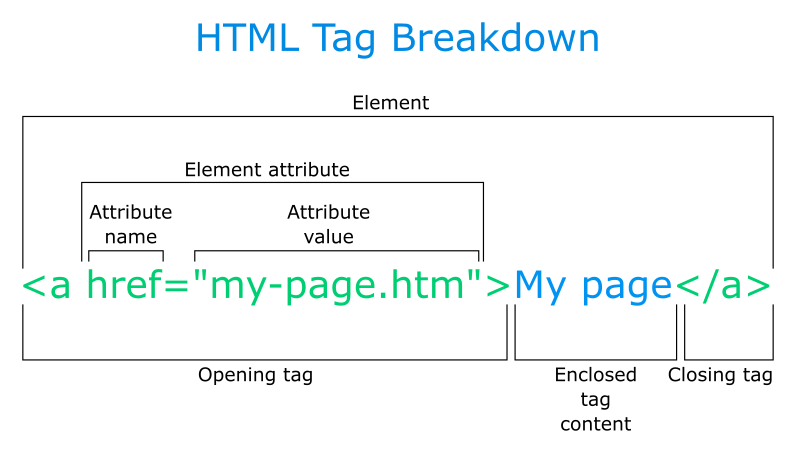 HTML Tag Breakdown
Element
Element attribute
Attribute
name
Attribute
value
<a href="my-page.htm">My page</a>
Opening tag
Enclosed
tag
content
Closing tag